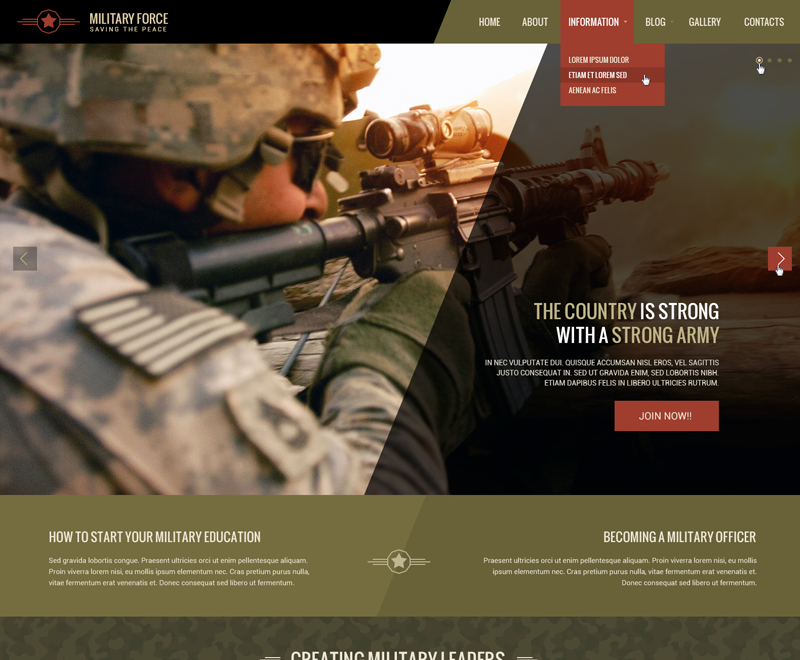 MILITARY FORCE
SAVING THE PEACE
HOME ABOUT INFORMATION BLOG GALLERY CONTACTS
LOREM IPSUM DOLOR
ETIAM ET LOREM SED
AENEAN AC FELIS
THE COUNTRY IS STRONG
WITH A STRONG ARMY
IN NEC VULPUTATE DUI. QUISQUE ACCUMSAN NISL EROS, VEL SAGITTIS
JUSTO CONSEQUAT IN. SED UT GRAVIDA ENIM, SED LOBORTIS NIBH.
ETIAM DAPIBUS FELIS IN LIBERO ULTRICIES RUTRUM.
JOIN NOW!!
HOW TO START YOUR MILITARY EDUCATION
Sed gravida lobortis congue. Praesent ultricies orci ut enim pellentesque aliquam.
Proin viverra lorem nisi, eu mollis ipsum elementum nec. Cras pretium purus nulla,
vitae fermentum erat venenatis et. Donec consequat sed libero ut fermentum.
BECOMING A MILITARY OFFICER
Praesent ultricies orci ut enim pellentesque aliquam. Proin viverra lorem nisi, eu mollis
ipsum elementum nec. Cras pretium purus nulla, vitae fermentum erat venenatis et.
Donec consequat sed libero ut fermentum.
CREATING MILITARY LEADERS